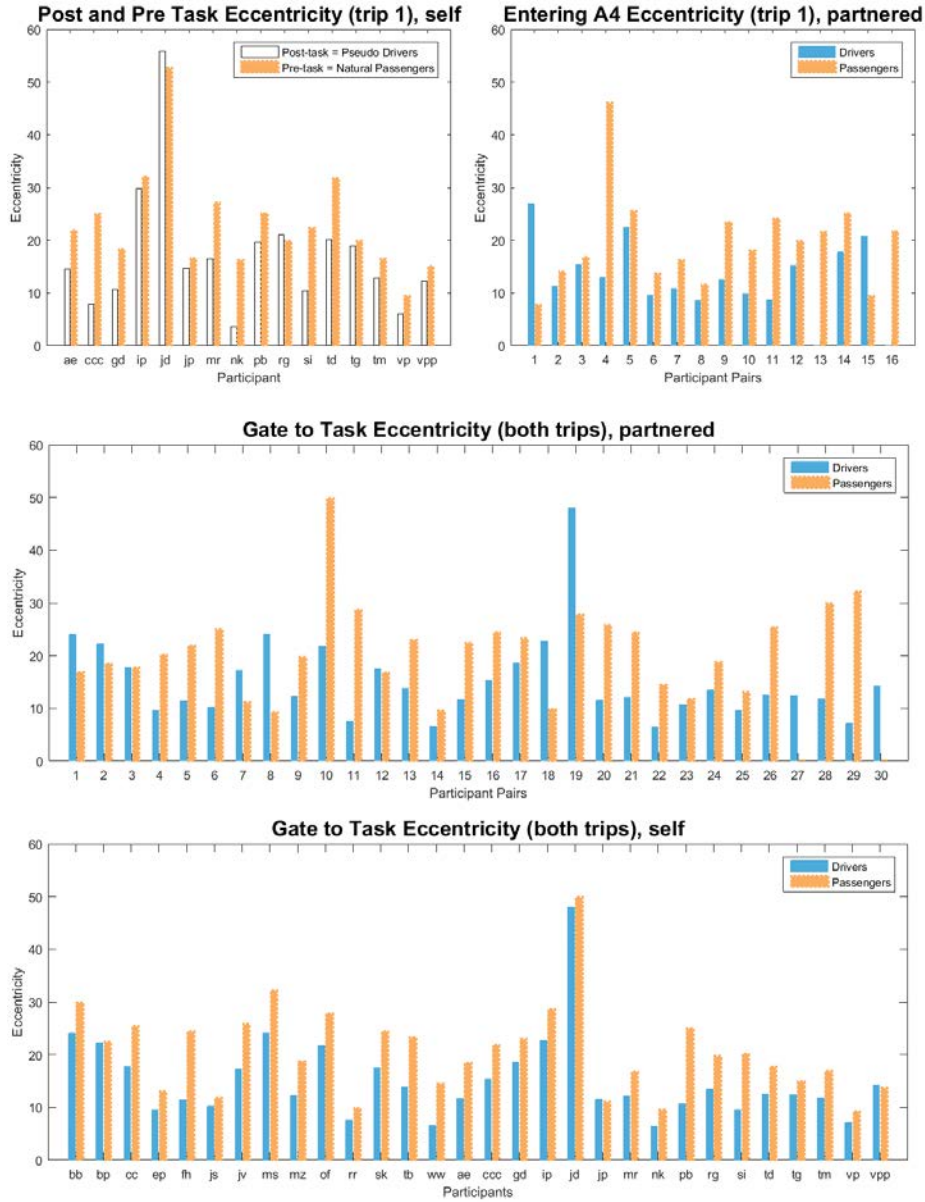 Post and Pre Task Eccentricity (trip 1), self
60
50
40
30
20
10
0
Eccentricity
Post-task = Pseudo Drivers
Pre-task = Natural Passengers
ae ccc gd ip jd jp mr nk pb rg si td tg tm vp vpp
Participant
Entering A4 Eccentricity (trip 1), partnered
60
50
40
30
20
10
0
Eccentricity
Drivers
Passengers
1 2 3 4 5 6 7 8 9 10 11 12 13 14 15 16
Participant Pairs
Gate to Task Eccentricity (both trips), partnered
60
50
40
30
20
10
0
Eccentricity
Drivers
Passengers
1 2 3 4 5 6 7 8 9 10 11 12 13 14 15 16 17 18 19 20 21 22 23 24 25 26 27 28 29 30
Participant Pairs
Gate to Task Eccentricity (both trips), self
60
50
40
30
20
10
0
Eccentricity
Drivers
Passengers
bb bp cc ep fh js jv ms mz of rr sk tb ww ae ccc gd ip jd jp mr nk pb rg si td tg tm vp vpp
Participants